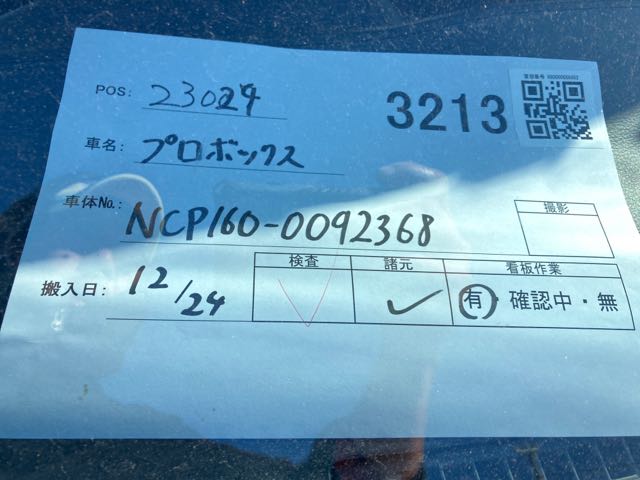 POS: 23024
3213
車名: プロボックス
車体No.: NCP160-0092368
撮影
搬入日: 12/24
検査 諸元 看板作業
有・確認中・無